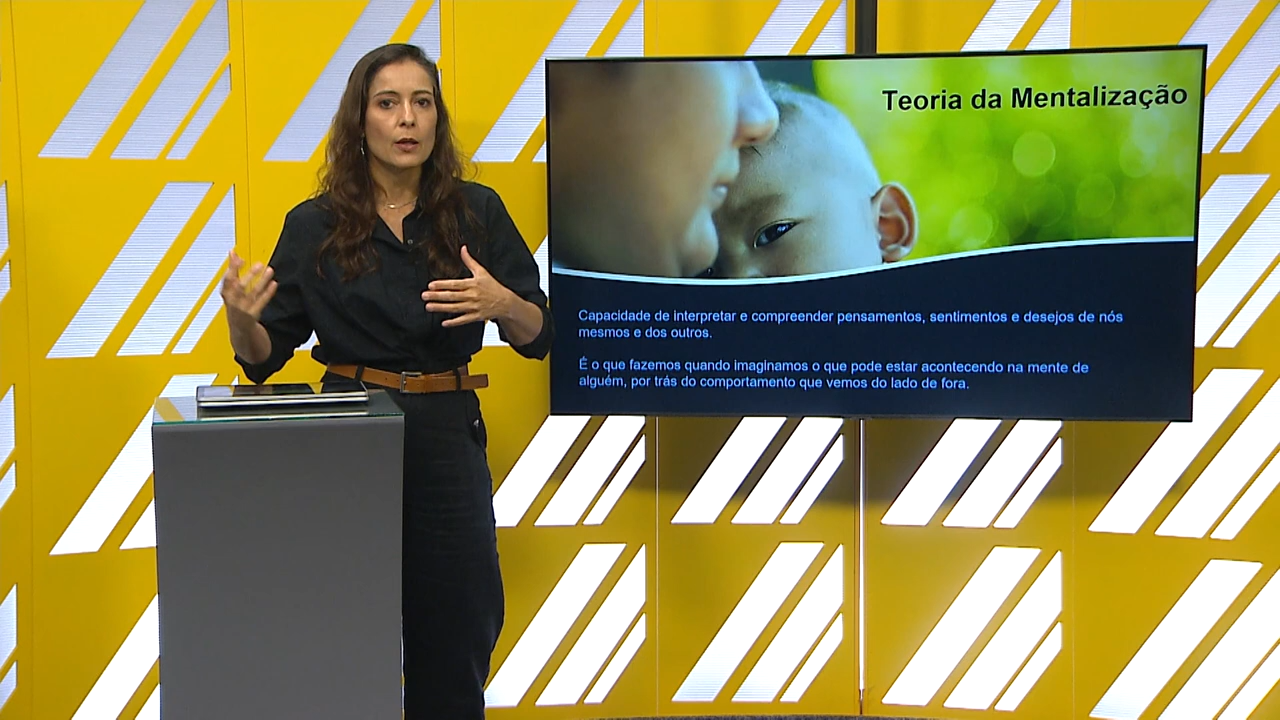 Teoria da Mentalização
Capacidade de interpretar e compreender pensamentos, sentimentos e desejos de nós
mesmos e dos outros.
É o que fazemos quando imaginamos o que pode estar acontecendo na mente de
alguém, por trás do comportamento que vemos do lado de fora.